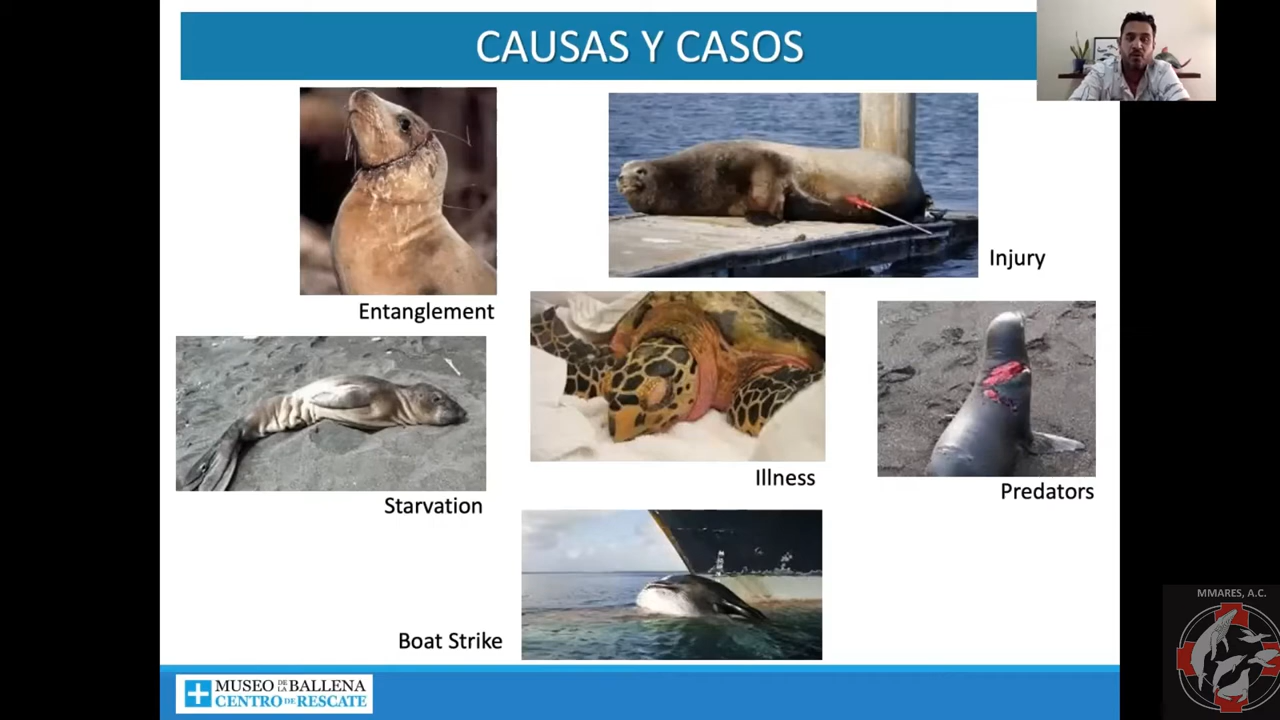 CAUSAS Y CASOS
Entanglement
Injury
Starvation
Illness
Predators
Boat Strike
MUSEO DE LA BALLENA
CENTRO DE RESCATE
MMARES, A.C.